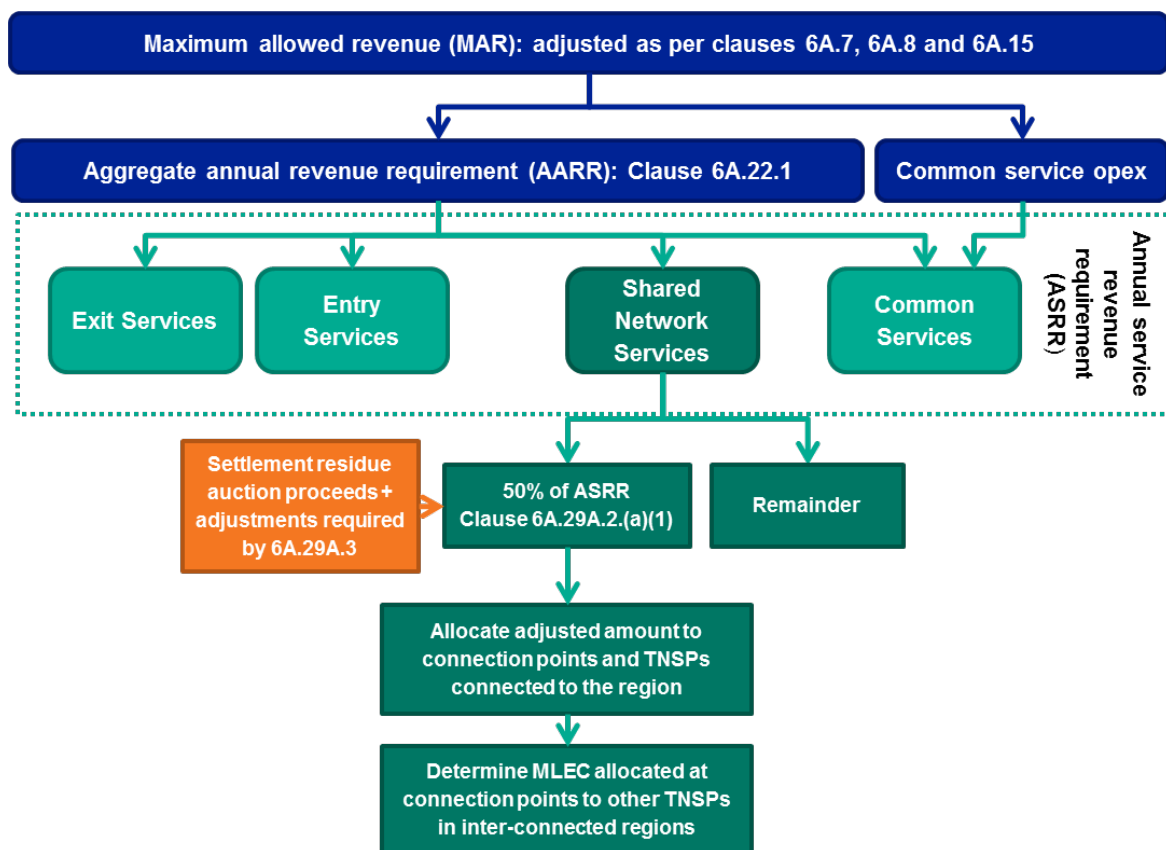 Maximum allowed revenue (MAR): adjusted as per clauses 6A.7, 6A.8 and 6A.15
Aggregate annual revenue requirement (AARR): Clause 6A.22.1
Common service opex
Exit Services
Entry
Services
Shared
Network
Services
Common
Services
Annual service
revenue
requirement
(ASRR)
Settlement residue
auction proceeds +
adjustments required
by 6A.29A.3
50% of ASRR
Clause 6A.29A.2.(a)(1)
Remainder
Allocate adjusted amount to
connection points and TNSPs
connected to the region
Determine MLEC allocated at
connection points to other TNSPs
in inter-connected regions